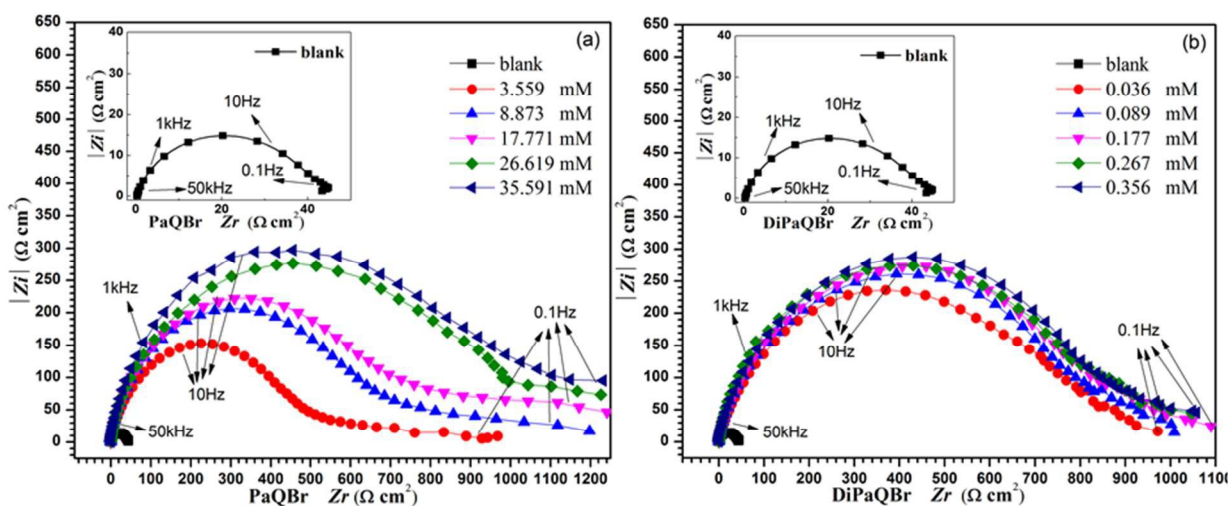 (a)
|Zi| (Ω cm²)
650
600
550
500
450
400
350
300
250
200
150
100
50
0
40
30
20
10
0
|Zi| (Ω cm²)
blank
1kHz
10Hz
0.1Hz
50kHz
0 20 40
PaQBr Zr (Ω cm²)
blank
3.559 mM
8.873 mM
17.771 mM
26.619 mM
35.591 mM
1kHz
0.1Hz
10Hz
50kHz
0 100 200 300 400 500 600 700 800 900 1000 1100 1200
PaQBr Zr (Ω cm²)
(b)
|Zi| (Ω cm²)
650
600
550
500
450
400
350
300
250
200
150
100
50
0
40
30
20
10
0
|Zi| (Ω cm²)
blank
1kHz
10Hz
0.1Hz
50kHz
0 20 40
DiPaQBr Zr (Ω cm²)
blank
0.036 mM
0.089 mM
0.177 mM
0.267 mM
0.356 mM
1kHz
0.1Hz
10Hz
50kHz
0 100 200 300 400 500 600 700 800 900 1000 1100
DiPaQBr Zr (Ω cm²)